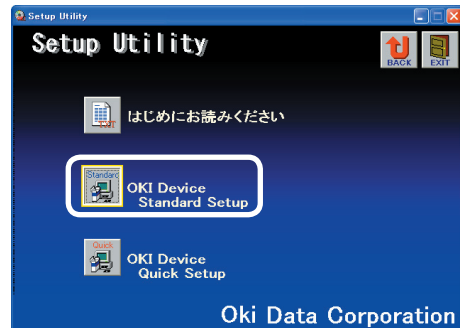 Setup Utility
Setup Utility
BACK
EXIT
TXT
はじめにお読みください
Standard
OKI Device
Standard Setup
Quick
OKI Device
Quick Setup
Oki Data Corporation